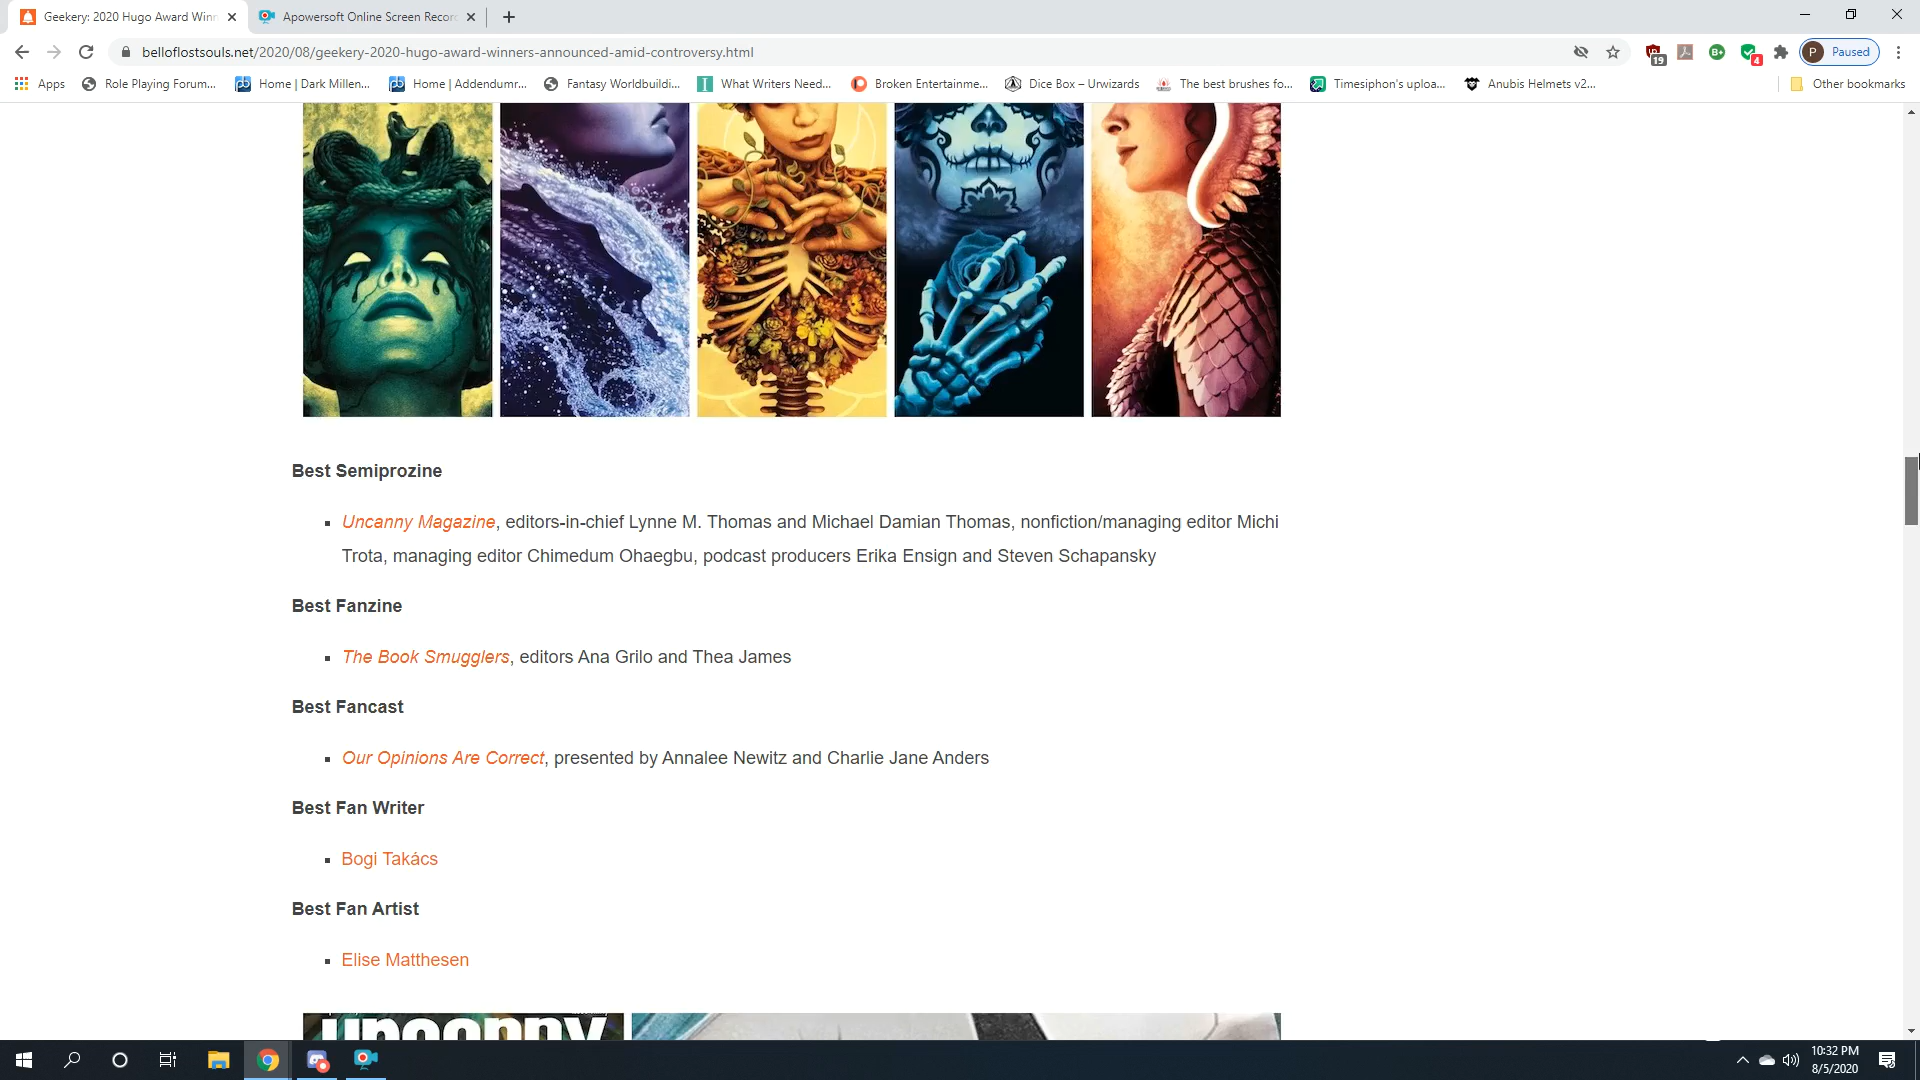 Geekery: 2020 Hugo Award Winn
Apowersoft Online Screen Record
belloflostsouls.net/2020/08/geekery-2020-hugo-award-winners-announced-amid-controversy.html
19
B+
4
P
Paused
Apps
Role Playing Forum...
Home | Dark Millen...
Home | Addendumr...
Fantasy Worldbuildi...
What Writers Need...
Broken Entertainme...
Dice Box – Urwizards
The best brushes fo...
Timesiphon's uploa...
Anubis Helmets v2...
Other bookmarks
Best Semiprozine
Uncanny Magazine, editors-in-chief Lynne M. Thomas and Michael Damian Thomas, nonfiction/managing editor Michi
Trota, managing editor Chimedum Ohaegbu, podcast producers Erika Ensign and Steven Schapansky
Best Fanzine
The Book Smugglers, editors Ana Grilo and Thea James
Best Fancast
Our Opinions Are Correct, presented by Annalee Newitz and Charlie Jane Anders
Best Fan Writer
Bogi Takács
Best Fan Artist
Elise Matthesen
uncanny
10:32 PM
8/5/2020